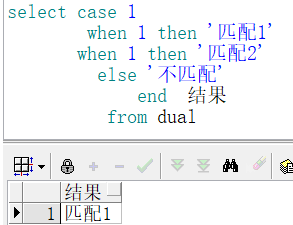 select case 1
when 1 then '匹配1'
when 1 then '匹配2'
else '不匹配'
end 结果
from dual
结果
1 匹配1